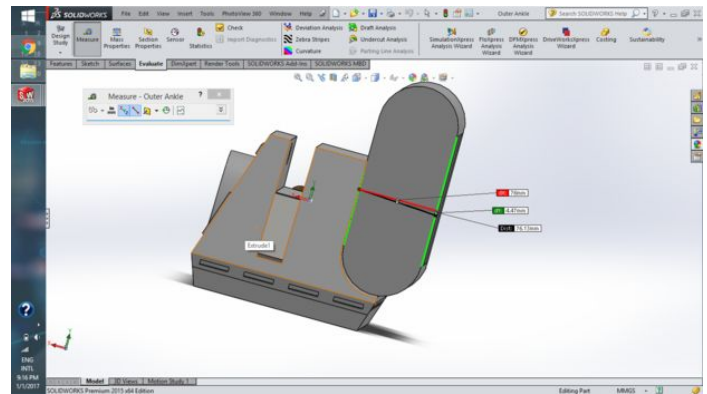 SOLIDWORKS File Edit View Insert Tools PhotoView 360 Window Help Outer Ankle Search SOLIDWORKS Help
Design Study
Measure
Mass Properties
Section Properties
Sensor
Statistics
Check
Import Diagnostics
Deviation Analysis
Zebra Stripes
Curvature
Draft Analysis
Undercut Analysis
Parting Line Analysis
SimulationXpress Analysis Wizard
FloXpress Analysis Wizard
DFMXpress Analysis Wizard
DriveWorksXpress Wizard
Costing
Sustainability
Features Sketch Surfaces Evaluate DimXpert Render Tools SOLIDWORKS Add-Ins SOLIDWORKS MBD
Measure - Outer Ankle ?
Extrude1
Model 3D Views Motion Study 1
SOLIDWORKS Premium 2015 x64 Edition
Editing Part MMGS
ENG
INTL
9:16 PM
1/1/2017